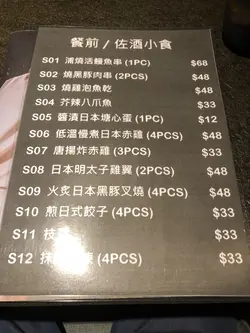 餐前 / 佐酒小食
S01 蒲燒活鰻魚串 (1PC) $68
S02 燒黑豚肉串 (2PCS) $48
S03 燒雞泡魚乾 $48
S04 芥辣八爪魚 $33
S05 醬漬日本塘心蛋 (1PC) $12
S06 低溫慢煮日本赤雞 (4PCS) $48
S07 唐揚炸赤雞 (3PCS) $33
S08 日本明太子雞翼 (2PCS) $48
S09 火炙日本黑豚叉燒 (4PCS) $48
S10 煎日式餃子 (4PCS) $33
S11 枝 $33
S12 抹 (4PCS) $33